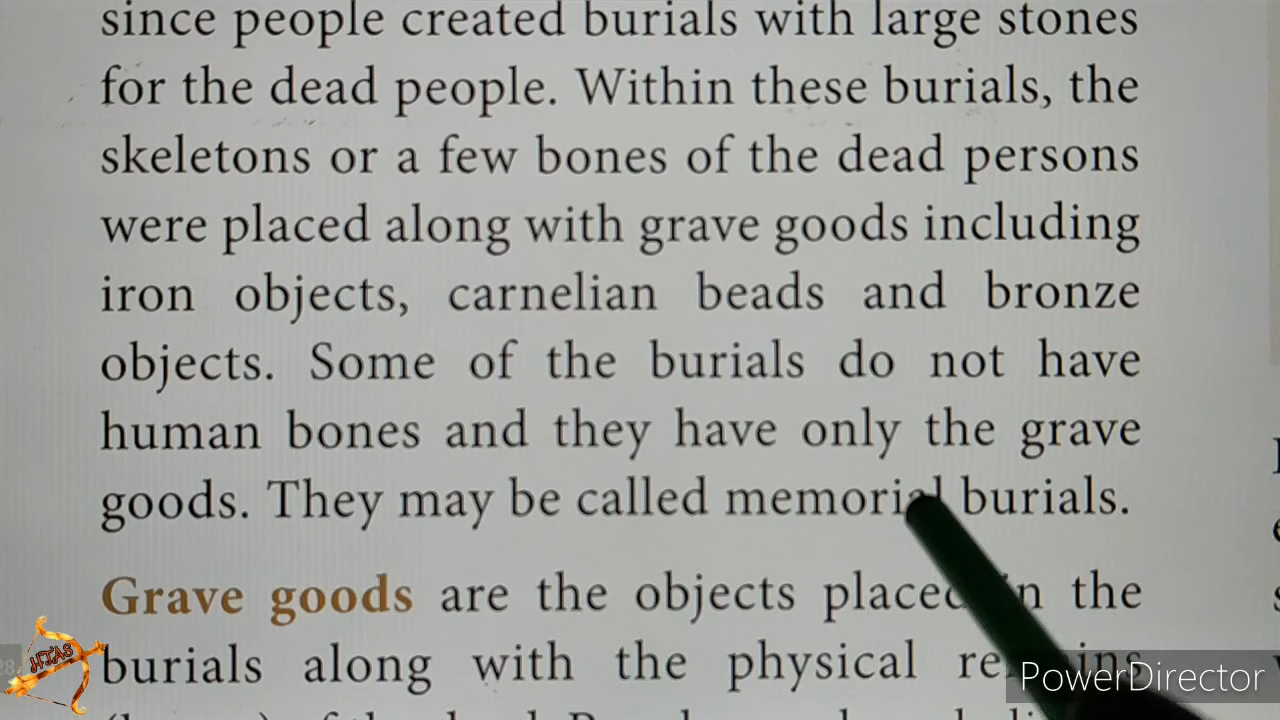 since people created burials with large stones
for the dead people. Within these burials, the
skeletons or a few bones of the dead persons
were placed along with grave goods including
iron objects, carnelian beads and bronze
objects. Some of the burials do not have
human bones and they have only the grave
goods. They may be called memorial burials.
Grave goods are the objects placed in the
burials along with the physical remains
HTAS
PowerDirector